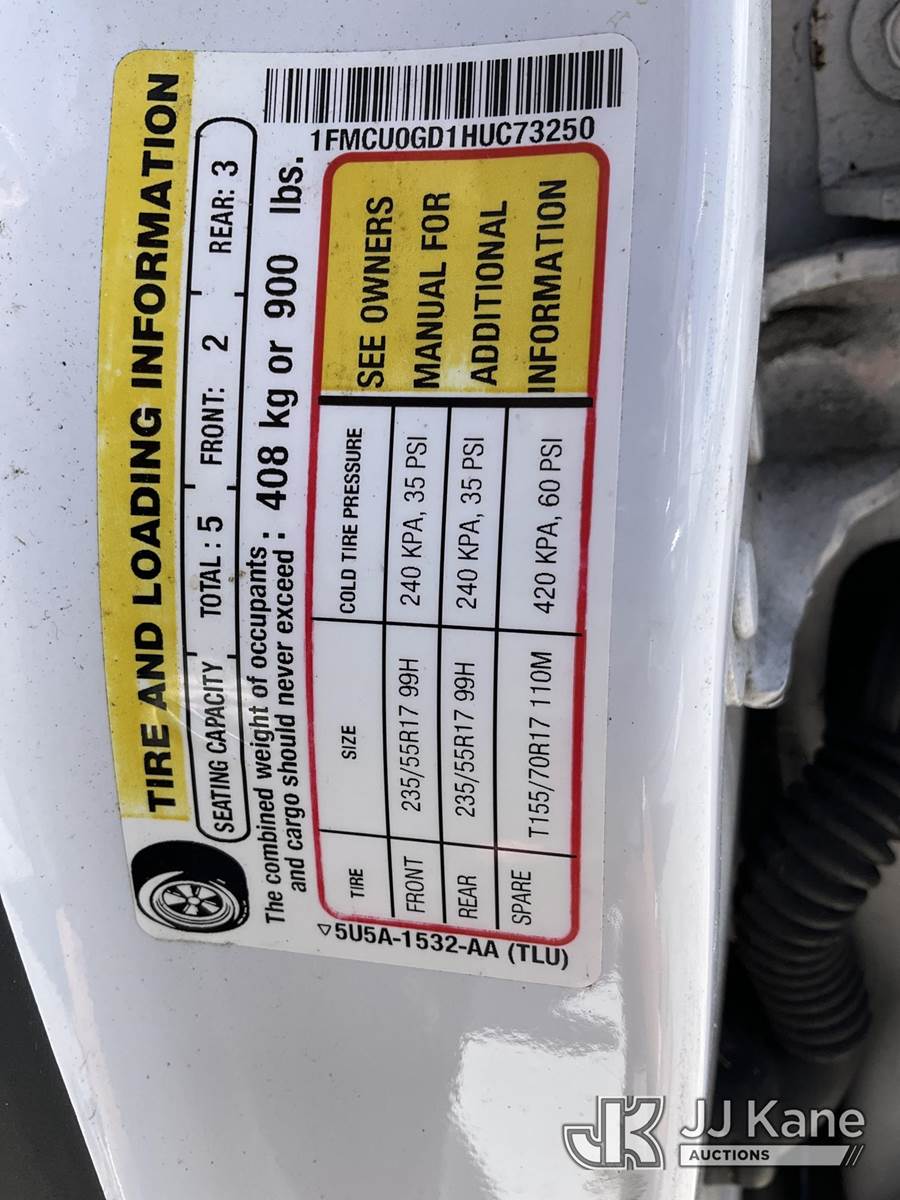 TIRE AND LOADING INFORMATION
SEATING CAPACITY TOTAL: 5 FRONT: 2 REAR: 3
The combined weight of occupants
and cargo should never exceed : 408 kg or 900 lbs.
TIRE SIZE COLD TIRE PRESSURE
FRONT 235/55R17 99H 240 KPA, 35 PSI
REAR 235/55R17 99H 240 KPA, 35 PSI
SPARE T155/70R17 110M 420 KPA, 60 PSI
SEE OWNERS
MANUAL FOR
ADDITIONAL
INFORMATION
5U5A-1532-AA (TLU)
1FMCU0GD1HUC73250
JK JJ Kane
AUCTIONS